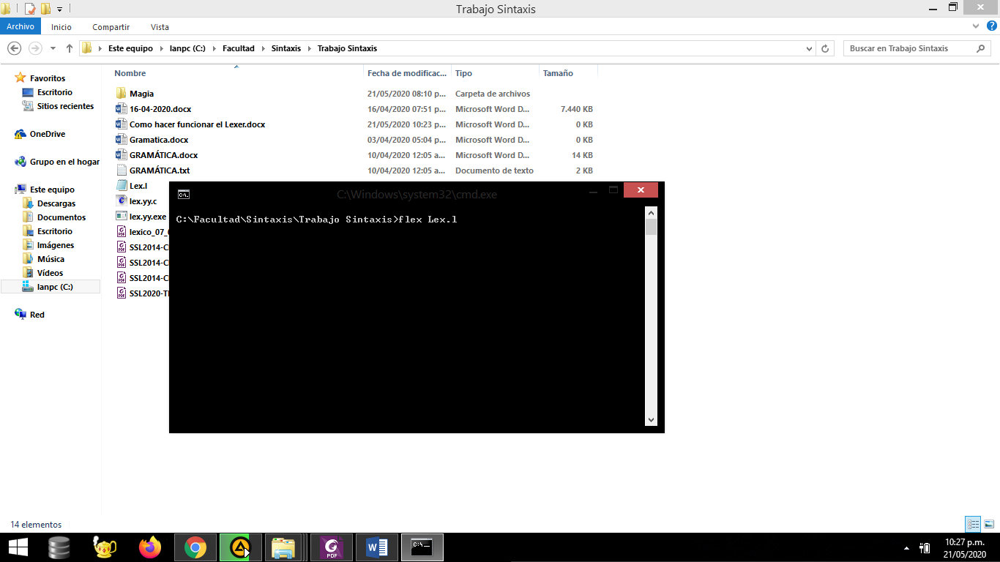 Trabajo Sintaxis
Archivo Inicio Compartir Vista
Este equipo Ianpc (C:) Facultad Sintaxis Trabajo Sintaxis
Buscar en Trabajo Sintaxis
Favoritos
Escritorio
Sitios recientes
OneDrive
Grupo en el hogar
Este equipo
Descargas
Documentos
Escritorio
Imágenes
Música
Vídeos
Ianpc (C:)
Red
Nombre Fecha de modificac... Tipo Tamaño
Magia 21/05/2020 08:10 p... Carpeta de archivos
16-04-2020.docx 16/04/2020 07:51 p... Microsoft Word D... 7.440 KB
Como hacer funcionar el Lexer.docx 21/05/2020 10:23 p... Microsoft Word D... 0 KB
Gramatica.docx 03/04/2020 05:04 p... Microsoft Word D... 0 KB
GRAMÁTICA.docx 10/04/2020 12:05 a... Microsoft Word D... 14 KB
GRAMÁTICA.txt 10/04/2020 12:05 a... Documento de texto 2 KB
Lex.l
lex.yy.c
lex.yy.exe
lexico_07_
SSL2014-C
SSL2014-C
SSL2014-C
SSL2020-T
C:\Windows\system32\cmd.exe
C:\Facultad\Sintaxis\Trabajo Sintaxis>flex Lex.l
14 elementos
PDF
10:27 p.m.
21/05/2020